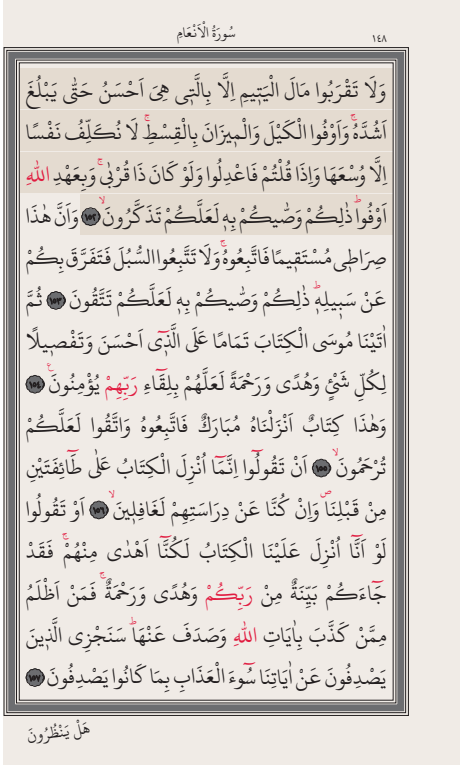 سُورَةُ الْاَنْعَامِ ١٤٨
وَلَا تَقْرَبُوا مَالَ الْيَتٖيمِ اِلَّا بِالَّتٖى هِىَ اَحْسَنُ حَتّٰى يَبْلُغَ
اَشُدَّهُۚ وَاَوْفُوا الْكَيْلَ وَالْمٖيزَانَ بِالْقِسْطِۚ لَا نُكَلِّفُ نَفْسًا
اِلَّا وُسْعَهَا وَاِذَا قُلْتُمْ فَاعْدِلُوا وَلَوْ كَانَ ذَا قُرْبٰىۚ وَبِعَهْدِ اللّٰهِ
اَوْفُواؕ ذٰلِكُمْ وَصّٰيكُمْ بِهٖ لَعَلَّكُمْ تَذَكَّرُونَۙ ﴿١٥٢﴾ وَاَنَّ هٰذَا
صِرَاطٖى مُسْتَقٖيمًا فَاتَّبِعُوهُۚ وَلَا تَتَّبِعُوا السُّبُلَ فَتَفَرَّقَ بِكُمْ
عَنْ سَبٖيلِهٖؕ ذٰلِكُمْ وَصّٰيكُمْ بِهٖ لَعَلَّكُمْ تَتَّقُونَ ﴿١٥٣﴾ ثُمَّ
اٰتَيْنَا مُوسَى الْكِتَابَ تَمَامًا عَلَى الَّذٖٓى اَحْسَنَ وَتَفْصٖيلًا
لِكُلِّ شَىْءٍ وَهُدًى وَرَحْمَةً لَعَلَّهُمْ بِلِقَٓاءِ رَبِّهِمْ يُؤْمِنُونَࣖ ﴿١٥٤﴾
وَهٰذَا كِتَابٌ اَنْزَلْنَاهُ مُبَارَكٌ فَاتَّبِعُوهُ وَاتَّقُوا لَعَلَّكُمْ
تُرْحَمُونَۙ ﴿١٥٥﴾ اَنْ تَقُولُٓوا اِنَّمَٓا اُنْزِلَ الْكِتَابُ عَلٰى طَٓائِفَتَيْنِ
مِنْ قَبْلِنَاࣕ وَاِنْ كُنَّا عَنْ دِرَاسَتِهِمْ لَغَافِلٖينَۙ ﴿١٥٦﴾ اَوْ تَقُولُوا
لَوْ اَنَّٓا اُنْزِلَ عَلَيْنَا الْكِتَابُ لَكُنَّٓا اَهْدٰى مِنْهُمْۚ فَقَدْ
جَٓاءَكُمْ بَيِّنَةٌ مِنْ رَبِّكُمْ وَهُدًى وَرَحْمَةٌۚ فَمَنْ اَظْلَمُ
مِمَّنْ كَذَّبَ بِاٰيَاتِ اللّٰهِ وَصَدَفَ عَنْهَاؕ سَنَجْزِى الَّذٖينَ
يَصْدِفُونَ عَنْ اٰيَاتِنَا سُٓوءَ الْعَذَابِ بِمَا كَانُوا يَصْدِفُونَ ﴿١٥٧﴾
هَلْ يَنْظُرُونَ